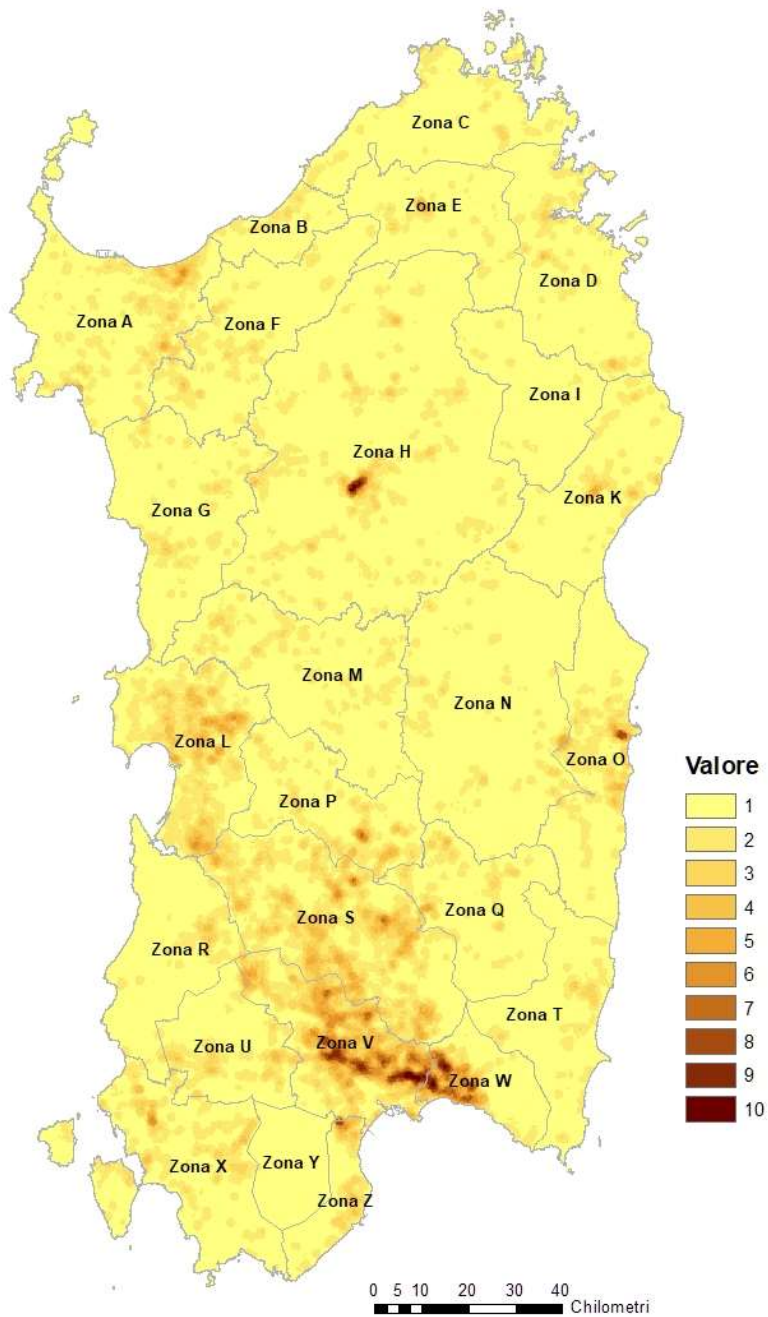 Zona C
Zona E
Zona B
Zona D
Zona A
Zona F
Zona I
Zona H
Zona K
Zona G
Zona M
Zona N
Zona L
Zona O
Zona P
Zona Q
Zona S
Zona R
Zona T
Zona V
Zona U
Zona W
Zona Y
Zona X
Zona Z
Valore
1
2
3
4
5
6
7
8
9
10
0 5 10 20 30 40
Chilometri